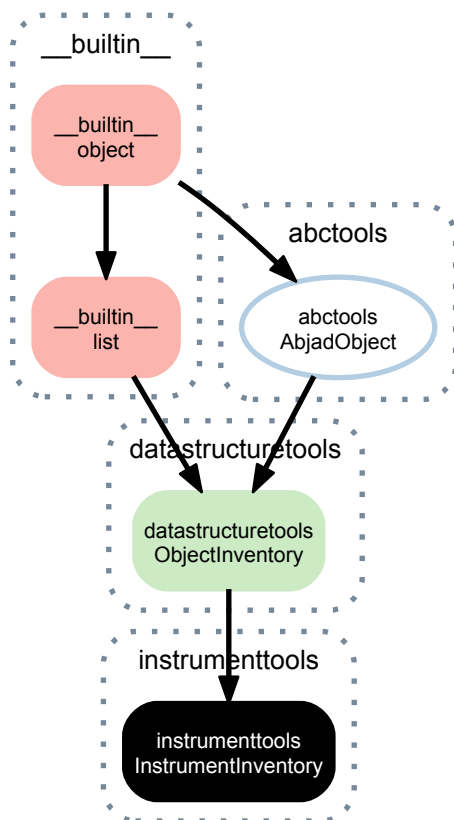 __builtin__
__builtin__
object
abctools
__builtin__
list
abctools
AbjadObject
datastructuretools
datastructuretools
ObjectInventory
instrumenttools
instrumenttools
InstrumentInventory